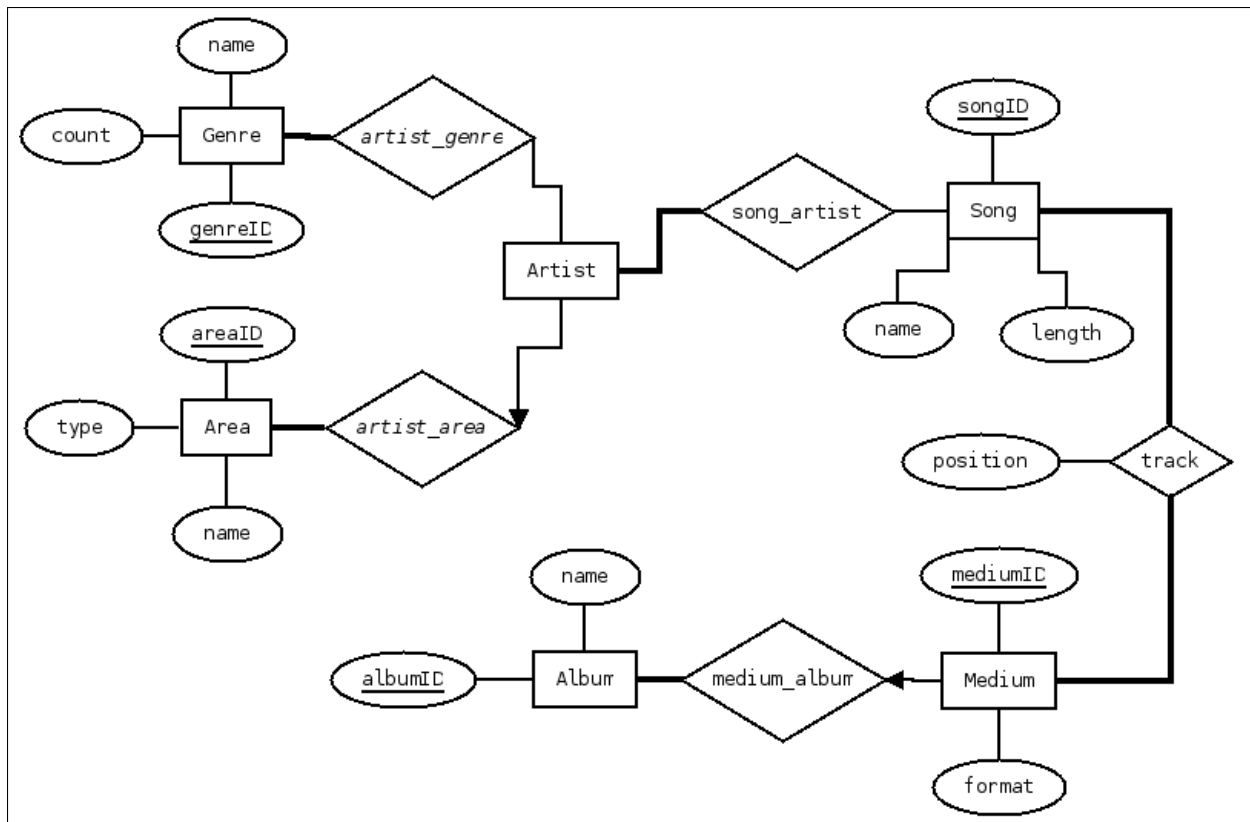 name
count
Genre
artist_genre
genreID
songID
song_artist
Song
Artist
name
length
areaID
type
Area
artist_area
name
position
track
name
mediumID
albumID
Album
medium_album
Medium
format